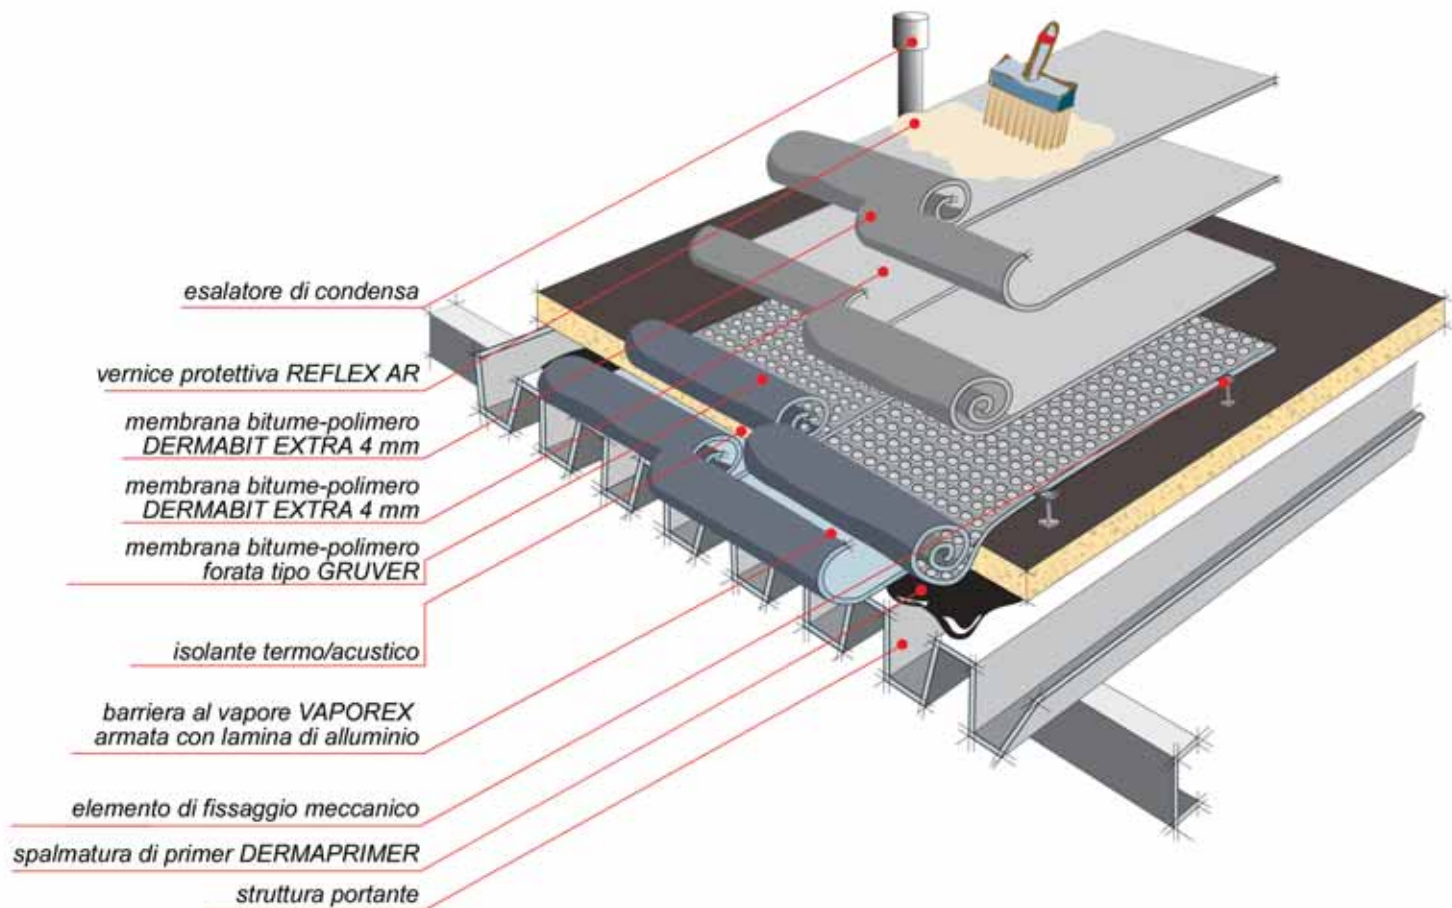 esalatore di condensa
vernice protettiva REFLEX AR
membrana bitume-polimero
DERMABIT EXTRA 4 mm
membrana bitume-polimero
DERMABIT EXTRA 4 mm
membrana bitume-polimero
forata tipo GRUVER
isolante termo/acustico
barriera al vapore VAPOREX
armata con lamina di alluminio
elemento di fissaggio meccanico
spalmatura di primer DERMAPRIMER
struttura portante